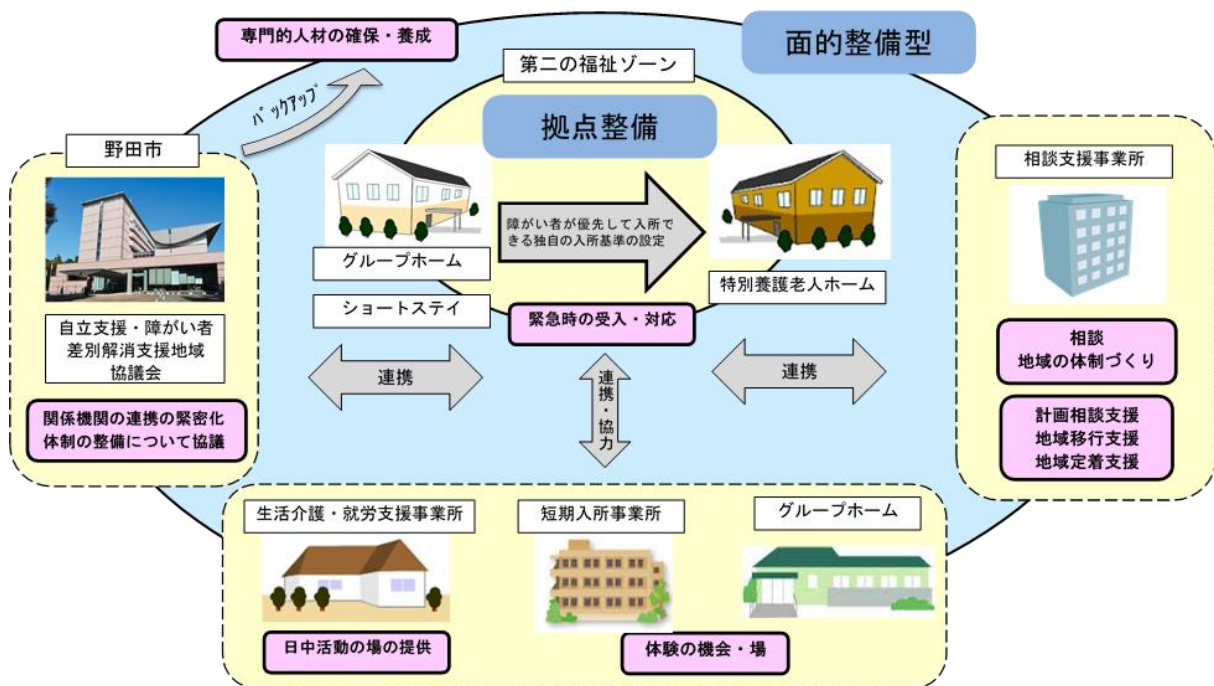 専門的人材の確保・養成
面的整備型
第二の福祉ゾーン
バックアップ
拠点整備
野田市
相談支援事業所
障がい者が優先して入所で
きる独自の入所基準の設定
グループホーム
特別養護老人ホーム
ショートステイ
緊急時の受入・対応
自立支援・障がい者
差別解消支援地域
協議会
相談
地域の体制づくり
連携
連携・協力
連携
関係機関の連携の緊密化
体制の整備について協議
計画相談支援
地域移行支援
地域定着支援
生活介護・就労支援事業所
短期入所事業所
グループホーム
日中活動の場の提供
体験の機会・場